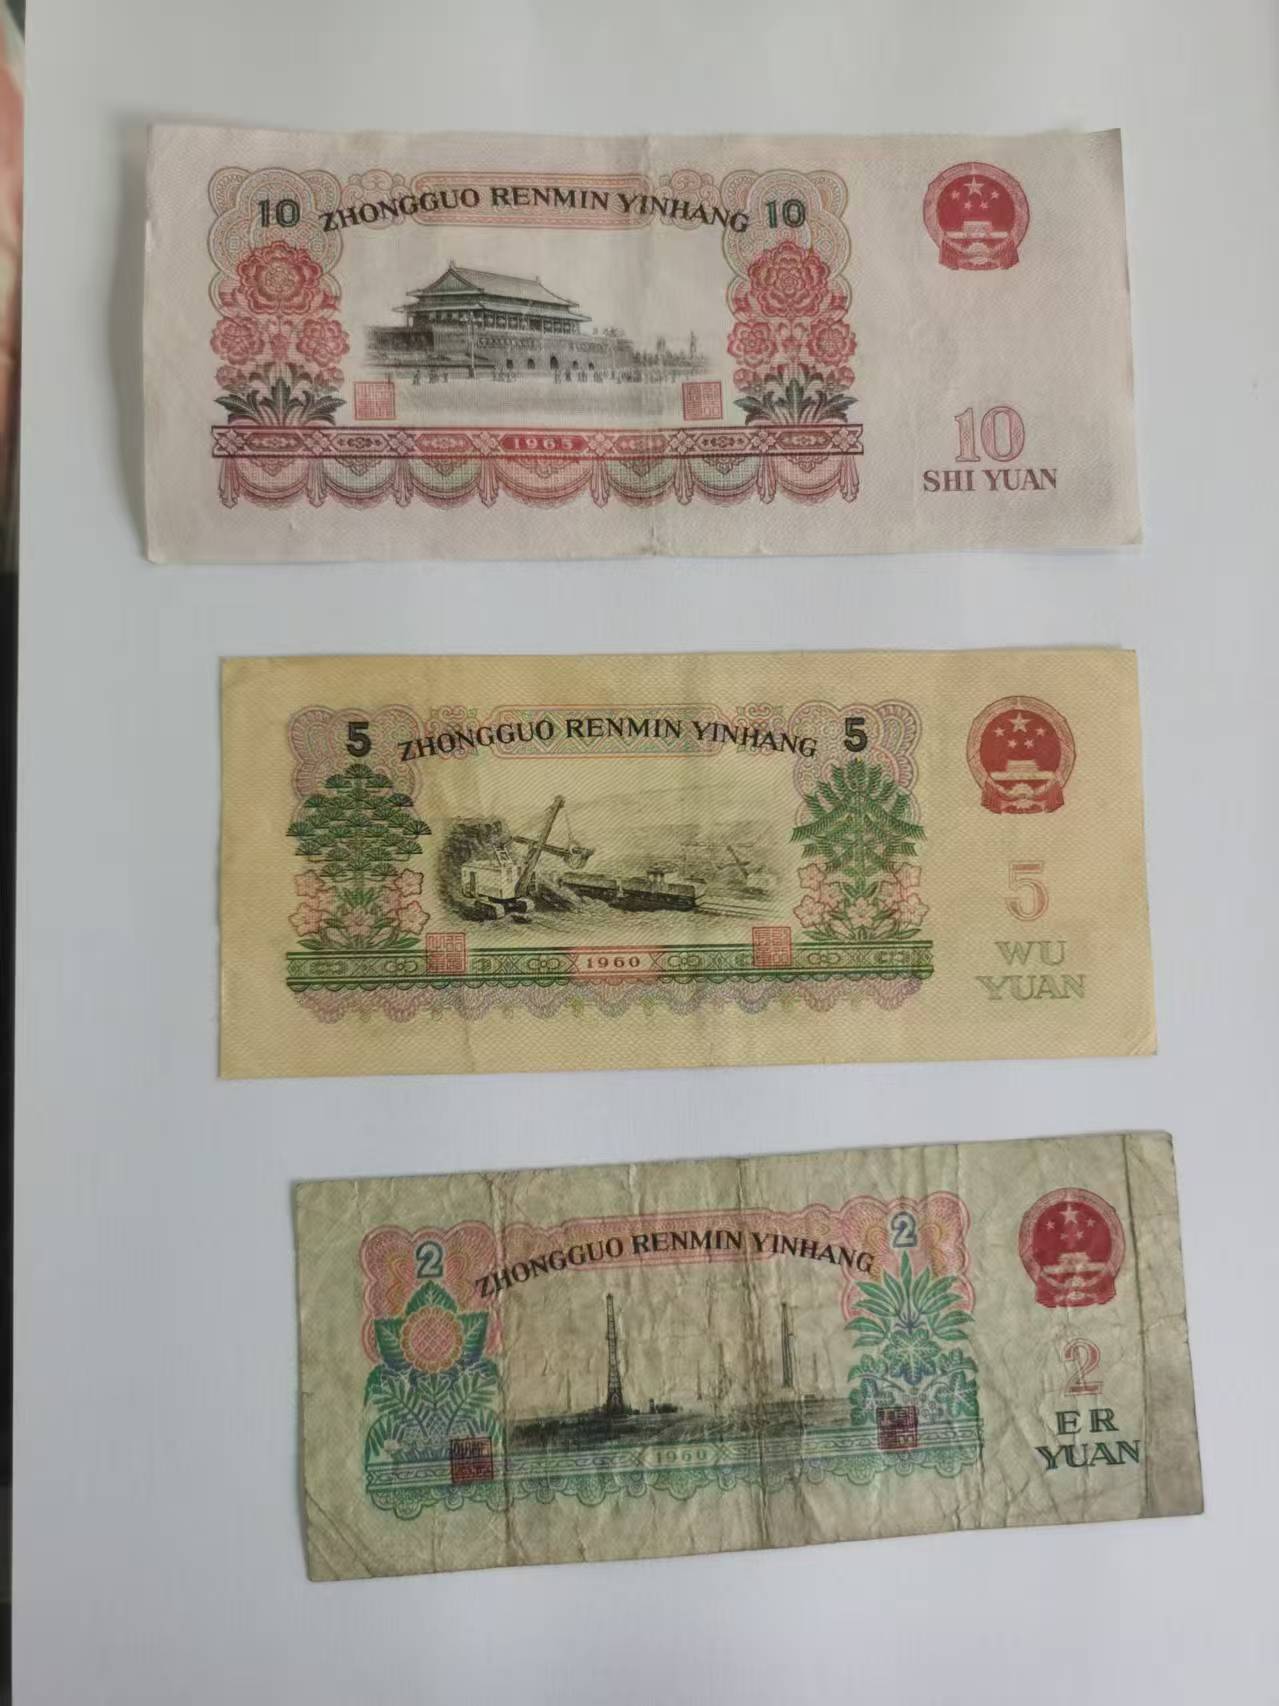 10 ZHONGGUO RENMIN YINHANG 10
1965
10
SHI YUAN
5 ZHONGGUO RENMIN YINHANG 5
1960
5
WU
YUAN
2 ZHONGGUO RENMIN YINHANG 2
1960
2
ER
YUAN